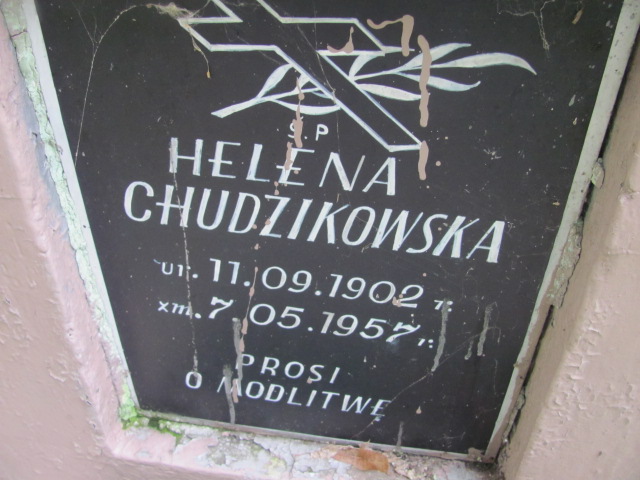 Ś P
HELENA
CHUDZIKOWSKA
ur. 11.09.1902 r.
zm. 7.05.1957 r.
PROSI
O MODLITWĘ